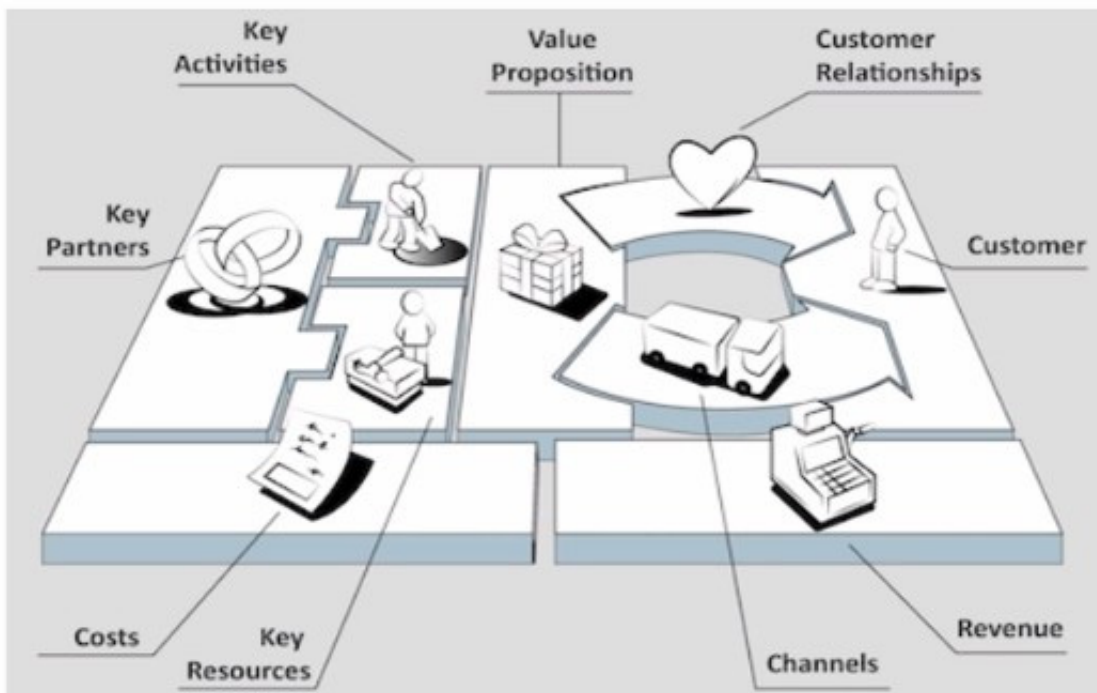 Key
Activities
Value
Proposition
Customer
Relationships
Key
Partners
Customer
Costs
Key
Resources
Channels
Revenue